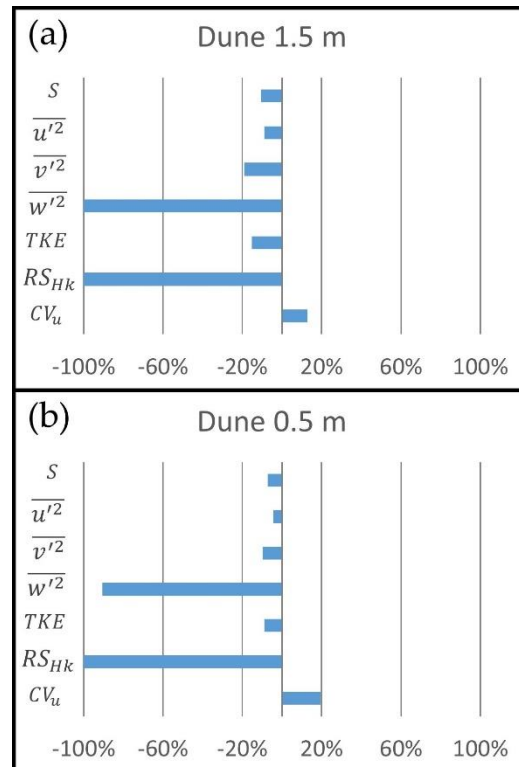 (a) Dune 1.5 m
S
u'²
v'²
w'²
TKE
RS_Hk
CV_u
-100% -60% -20% 20% 60% 100%
(b) Dune 0.5 m
S
u'²
v'²
w'²
TKE
RS_Hk
CV_u
-100% -60% -20% 20% 60% 100%